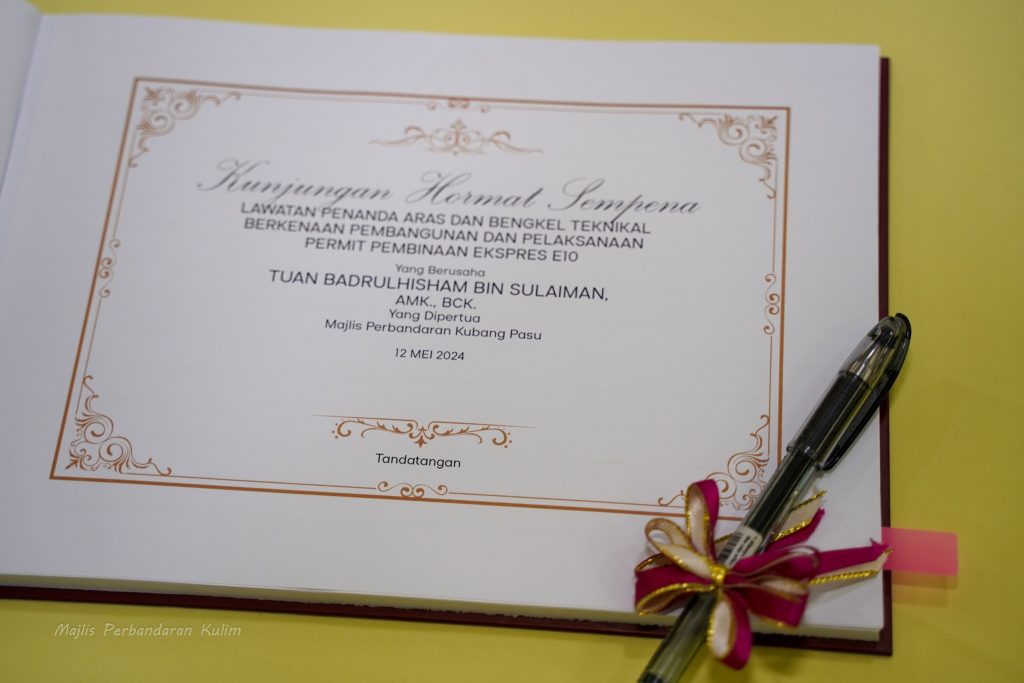 Kunjungan Hormat Sempena
LAWATAN PENANDA ARAS DAN BENGKEL TEKNIKAL
BERKENAAN PEMBANGUNAN DAN PELAKSANAAN
PERMIT PEMBINAAN EKSPRES E10
Yang Berusaha
TUAN BADRULHISHAM BIN SULAIMAN,
AMK., BCK.
Yang Dipertua
Majlis Perbandaran Kubang Pasu
12 MEI 2024
Tandatangan
Majlis Perbandaran Kulim